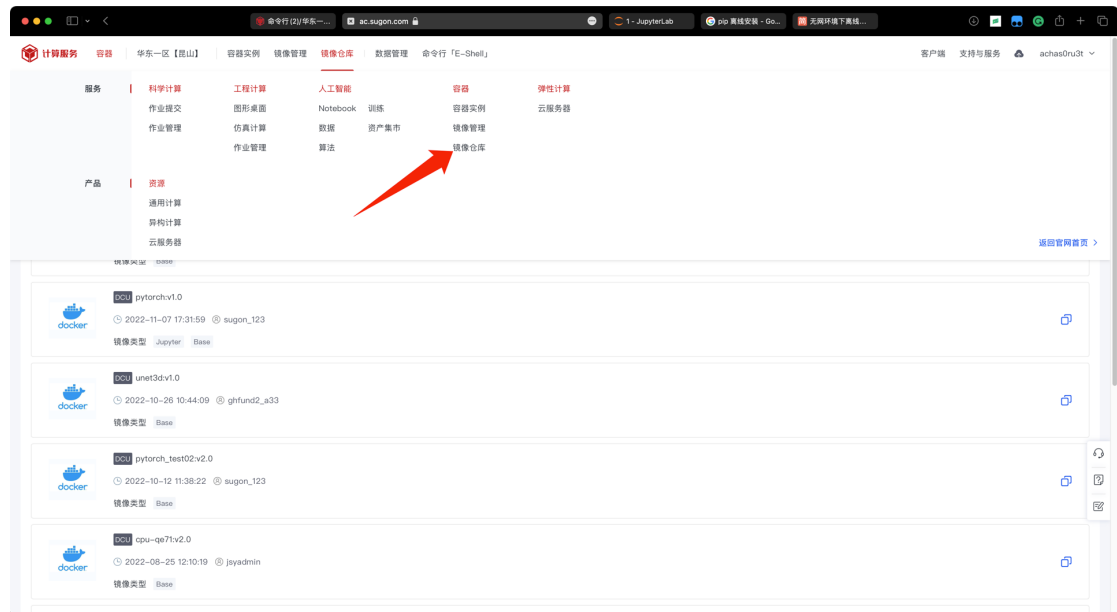 命令行(2)/华东一... ac.sugon.com 1 - JupyterLab pip 离线安装 - Go... 无网环境下离线...
计算服务 容器 华东一区【昆山】 容器实例 镜像管理 镜像仓库 数据管理 命令行「E-Shell」 客户端 支持与服务 achas0ru3t
服务 科学计算 工程计算 人工智能 容器 弹性计算
作业提交 图形桌面 Notebook 训练 容器实例 云服务器
作业管理 仿真计算 数据 资产集市 镜像管理
作业管理 算法 镜像仓库
产品 资源
通用计算
异构计算
云服务器 返回官网首页 >
镜像类型 Base
DCU pytorch:v1.0
2022-11-07 17:31:59 sugon_123
docker
镜像类型 Jupyter Base
DCU unet3d:v1.0
2022-10-26 10:44:09 ghfund2_a33
docker
镜像类型 Base
DCU pytorch_test02:v2.0
2022-10-12 11:38:22 sugon_123
docker
镜像类型 Base
DCU cpu-qe71:v2.0
2022-08-25 12:10:19 jsyadmin
docker
镜像类型 Base